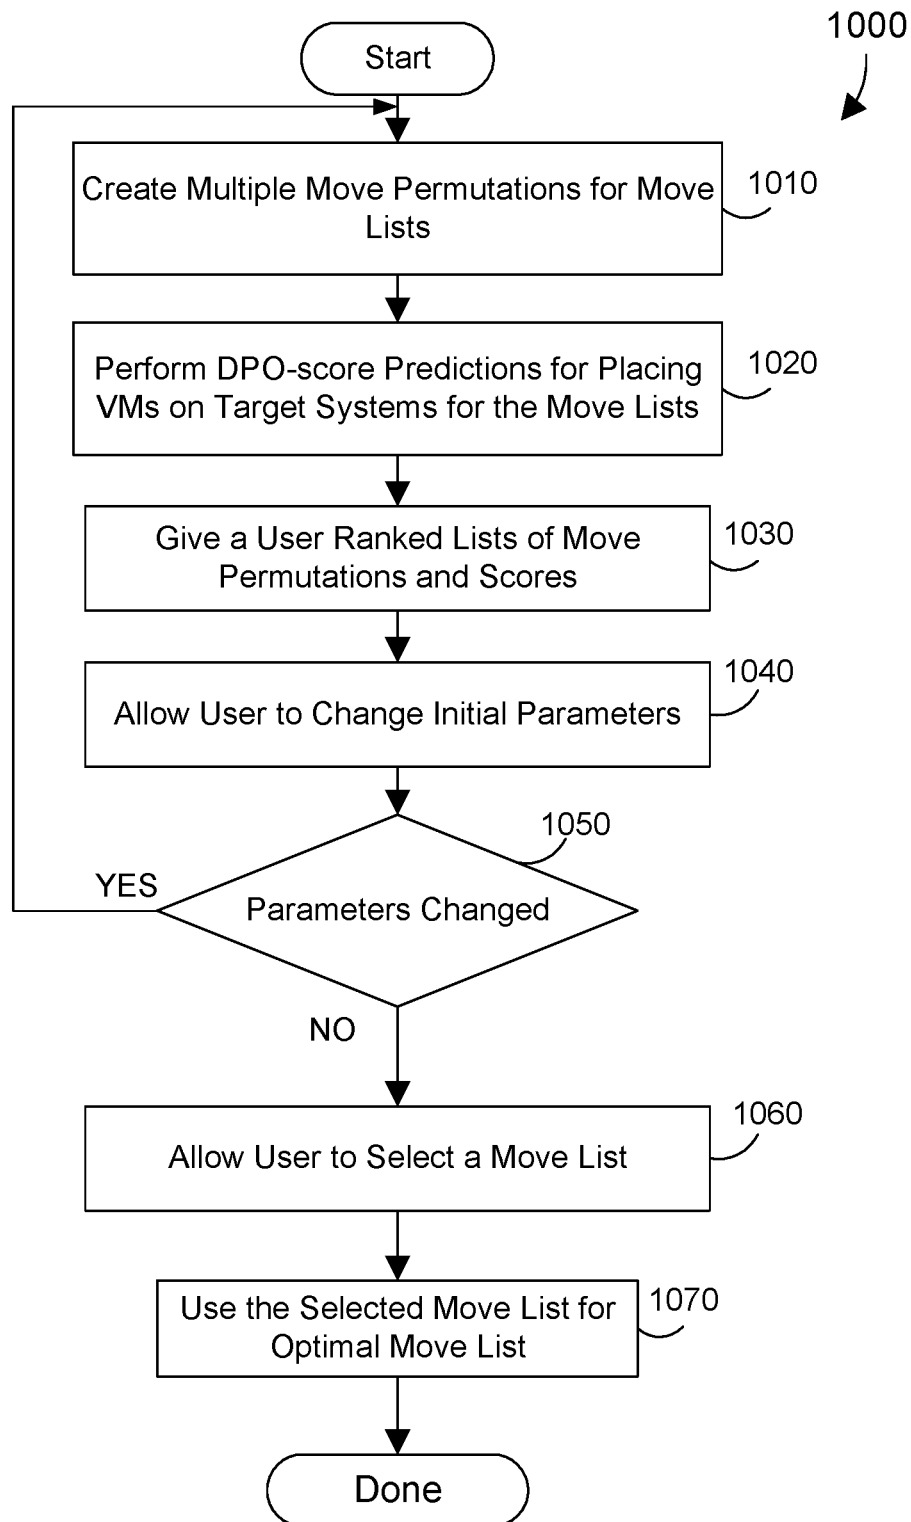 1000
Start
Create Multiple Move Permutations for Move
Lists
1010
Perform DPO-score Predictions for Placing
VMs on Target Systems for the Move Lists
1020
Give a User Ranked Lists of Move
Permutations and Scores
1030
Allow User to Change Initial Parameters
1040
Parameters Changed
1050
YES
NO
Allow User to Select a Move List
1060
Use the Selected Move List for
Optimal Move List
1070
Done